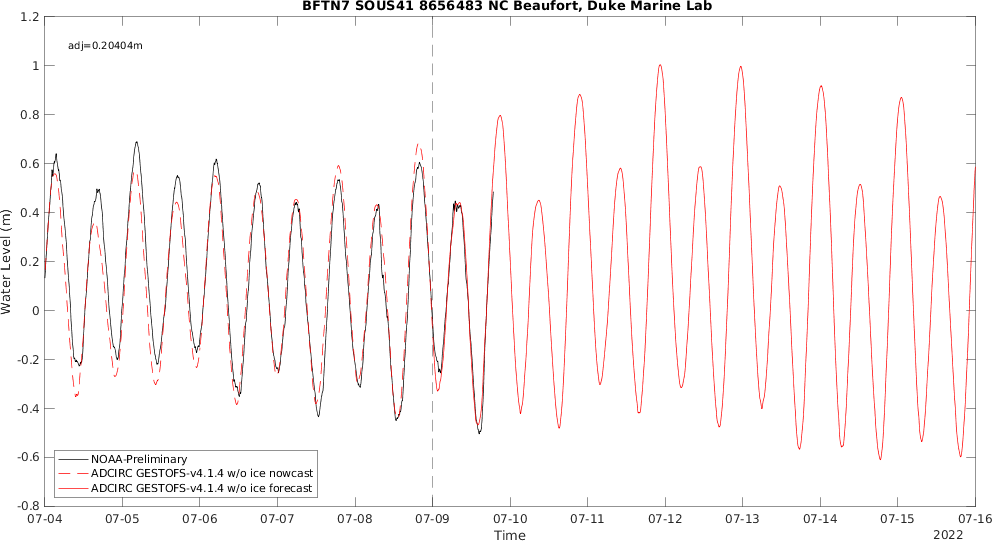 BFTN7 SOUS41 8656483 NC Beaufort, Duke Marine Lab
1.2
1
0.8
0.6
0.4
0.2
0
-0.2
-0.4
-0.6
-0.8
Water Level (m)
adj=0.20404m
NOAA-Preliminary
ADCIRC GESTOFS-v4.1.4 w/o ice nowcast
ADCIRC GESTOFS-v4.1.4 w/o ice forecast
07-04 07-05 07-06 07-07 07-08 07-09 07-10 07-11 07-12 07-13 07-14 07-15 07-16
Time
2022